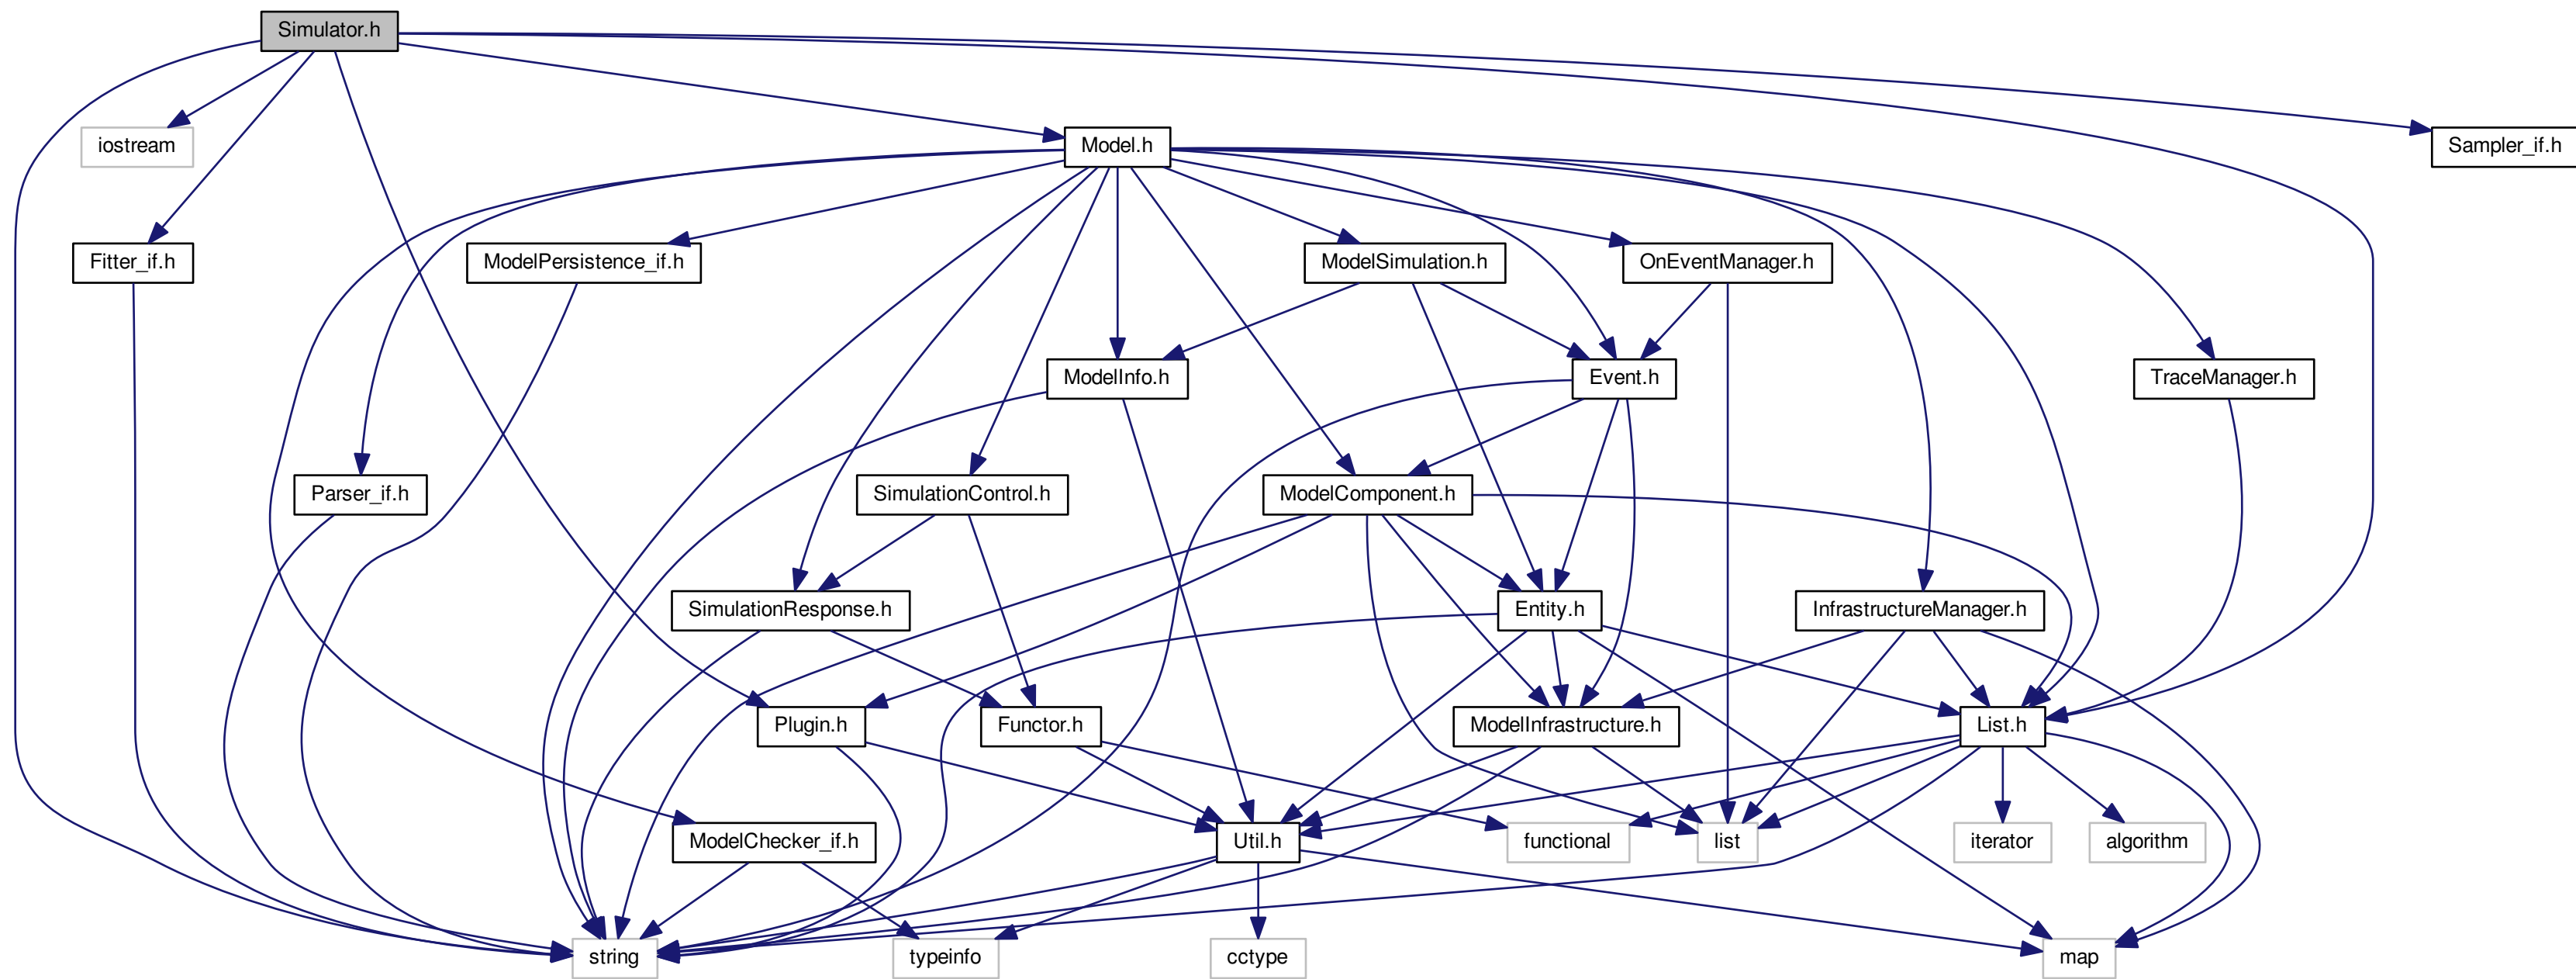 Simulator.h
iostream
Model.h
Sampler_if.h
Fitter_if.h
ModelPersistence_if.h
ModelSimulation.h
OnEventManager.h
ModelInfo.h
Event.h
TraceManager.h
Parser_if.h
SimulationControl.h
ModelComponent.h
SimulationResponse.h
Entity.h
InfrastructureManager.h
Plugin.h
Functor.h
ModelInfrastructure.h
List.h
ModelChecker_if.h
Util.h
functional
list
iterator
algorithm
string
typeinfo
cctype
map